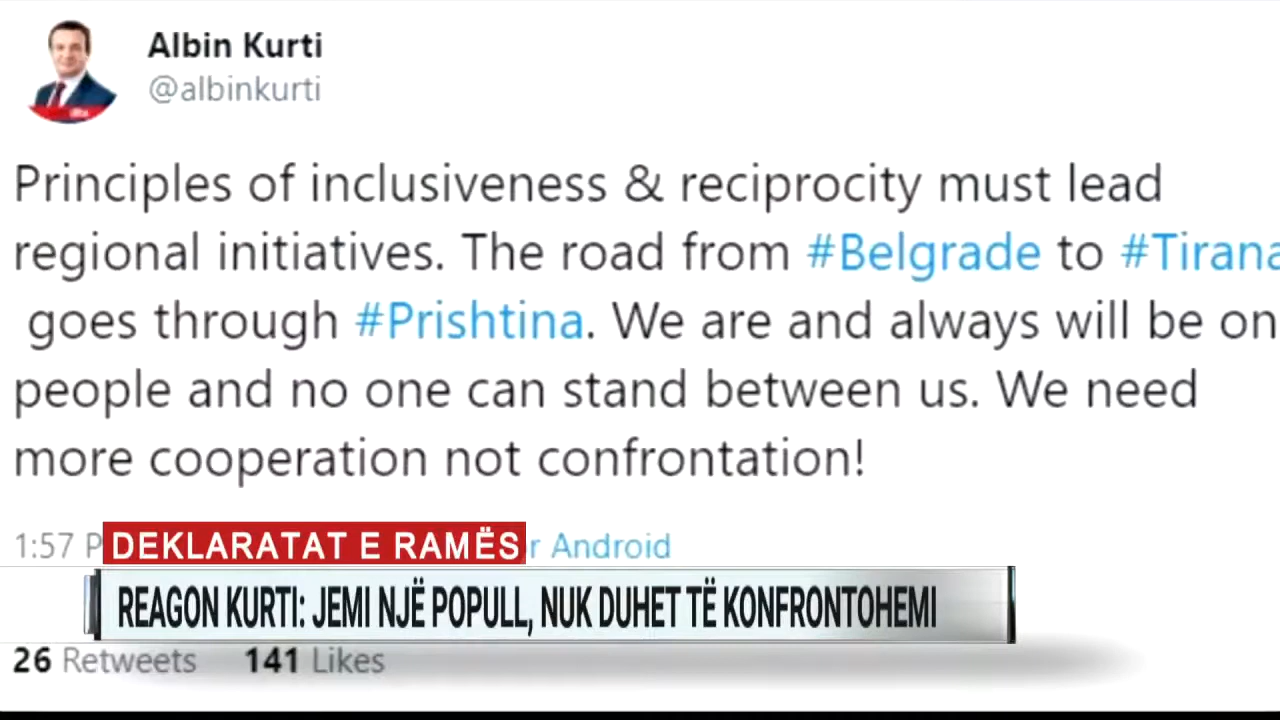 Albin Kurti
@albinkurti
Principles of inclusiveness & reciprocity must lead
regional initiatives. The road from #Belgrade to #Tirana
goes through #Prishtina. We are and always will be on
people and no one can stand between us. We need
more cooperation not confrontation!
1:57 P
DEKLARATAT E RAMËS
r Android
REAGON KURTI: JEMI NJË POPULL, NUK DUHET TË KONFRONTOHEMI
26 Retweets 141 Likes